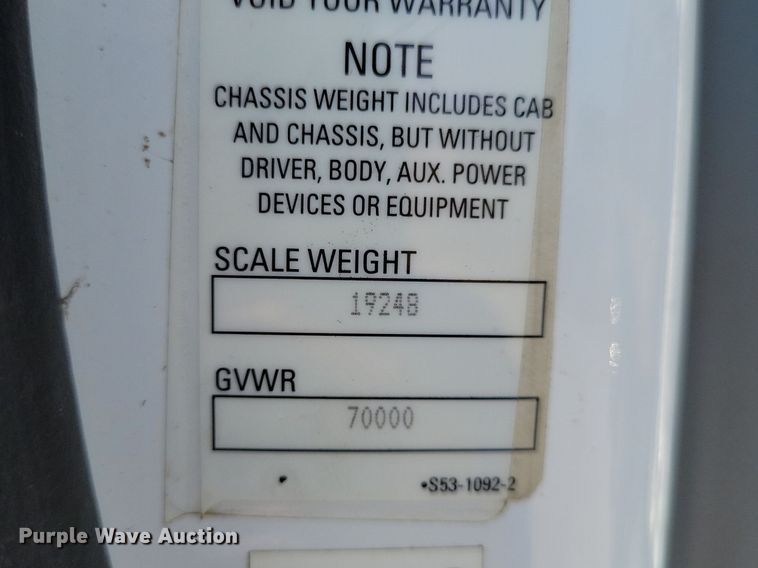 VOID YOUR WARRANTY
NOTE
CHASSIS WEIGHT INCLUDES CAB
AND CHASSIS, BUT WITHOUT
DRIVER, BODY, AUX. POWER
DEVICES OR EQUIPMENT
SCALE WEIGHT
19248
GVWR
70000
•S53-1092-2
Purple Wave Auction